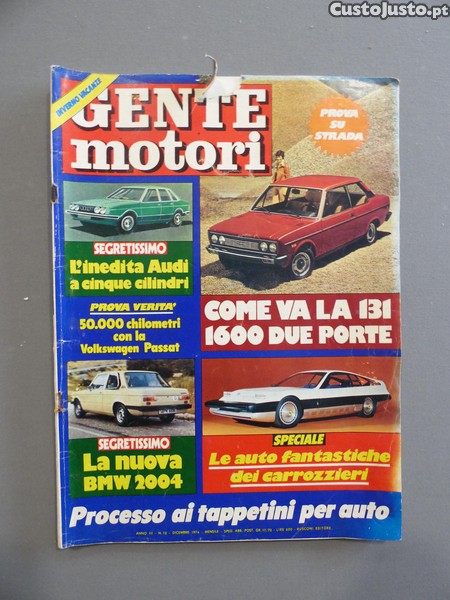 CustoJusto.pt
INVERNO VACANZE
GENTE
motori
PROVA
SU
STRADA
SEGRETISSIMO
L'inedita Audi
a cinque cilindri
PROVA VERITA'
50.000 chilometri
con la
Volkswagen Passat
COME VA LA 131
1600 DUE PORTE
SEGRETISSIMO
La nuova
BMW 2004
SPECIALE
Le auto fantastiche
dei carrozzieri
Processo ai tappetini per auto